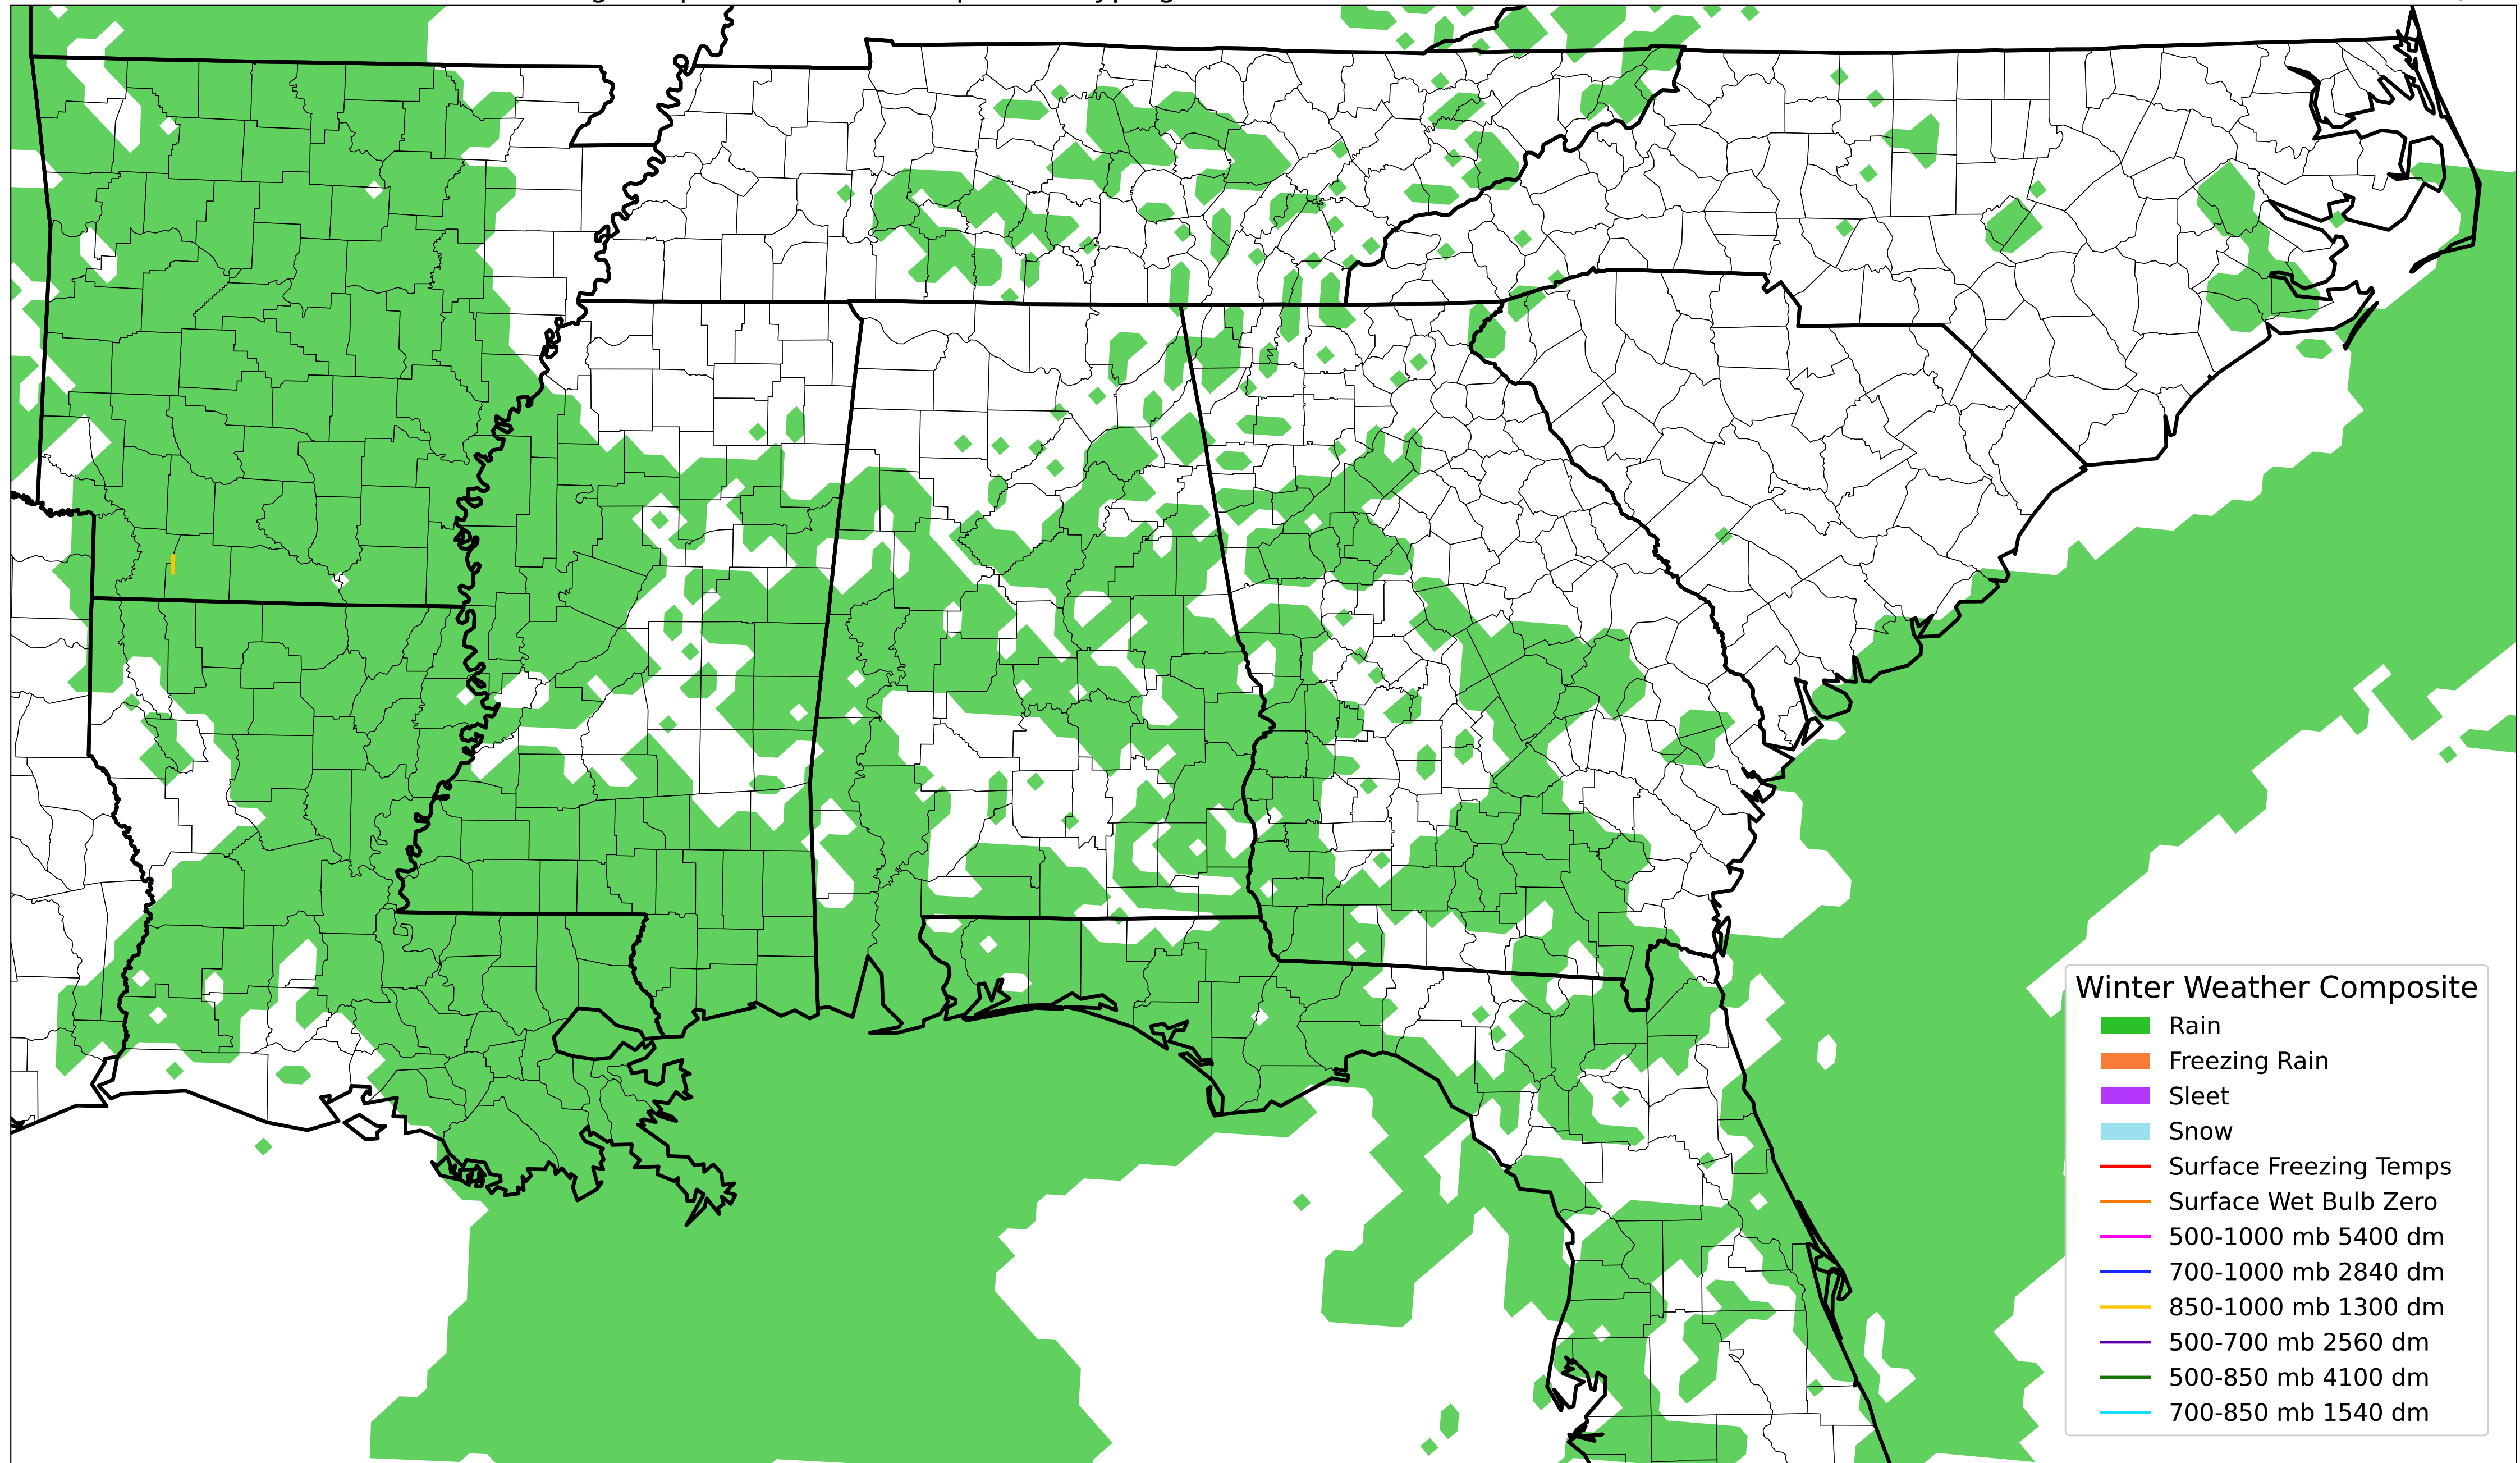 Winter Weather Composite
Rain
Freezing Rain
Sleet
Snow
Surface Freezing Temps
Surface Wet Bulb Zero
500-1000 mb 5400 dm
700-1000 mb 2840 dm
850-1000 mb 1300 dm
500-700 mb 2560 dm
500-850 mb 4100 dm
700-850 mb 1540 dm